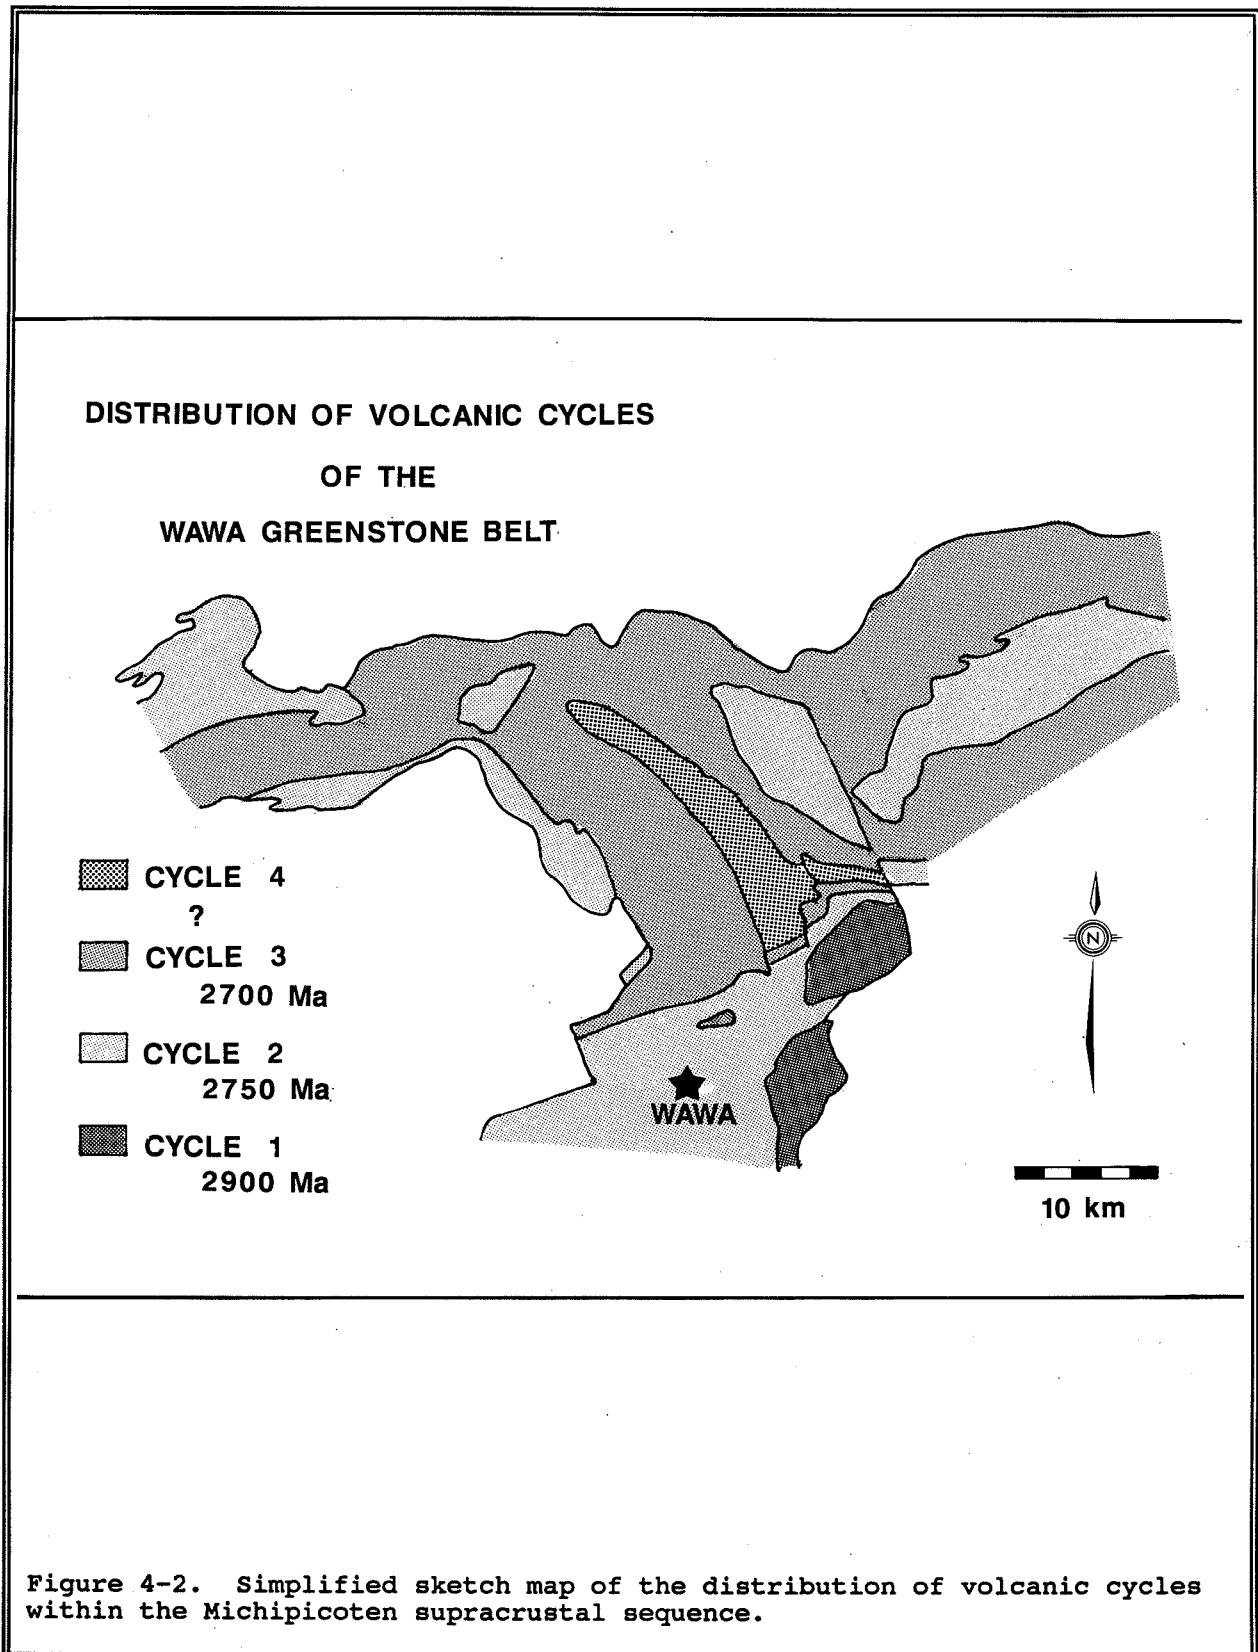 DISTRIBUTION OF VOLCANIC CYCLES
OF THE
WAWA GREENSTONE BELT
CYCLE 4
?
CYCLE 3
2700 Ma
CYCLE 2
2750 Ma
CYCLE 1
2900 Ma
WAWA
N
10 km
Figure 4-2. Simplified sketch map of the distribution of volcanic cycles
within the Michipicoten supracrustal sequence.